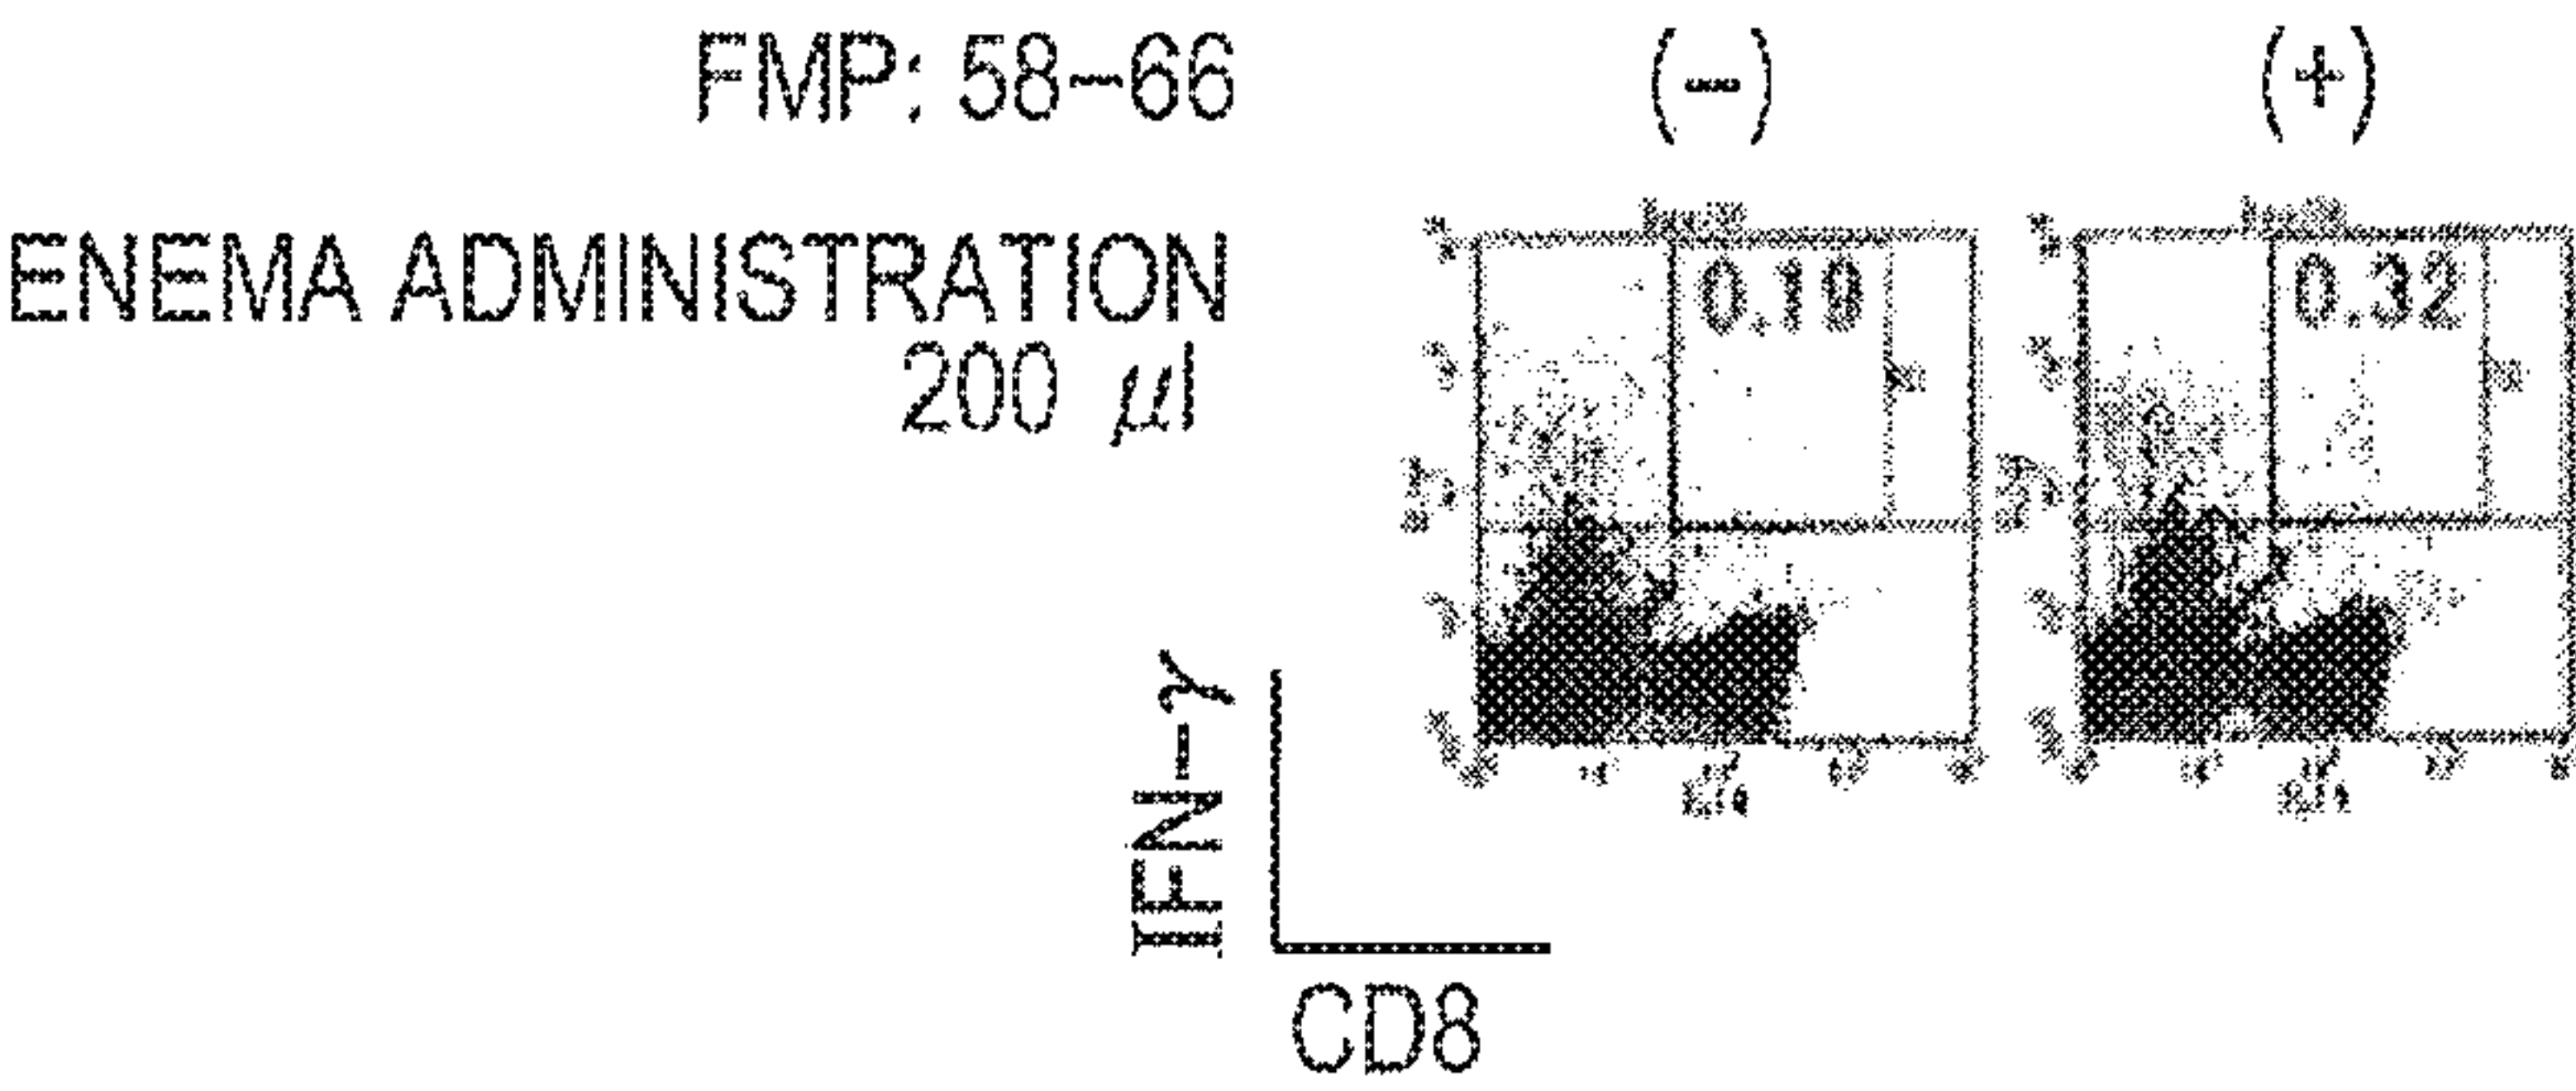 FMP: 58-66 (-) (+)
ENEMA ADMINISTRATION
200 μl
0.19 0.32
IFN-γ
CD8